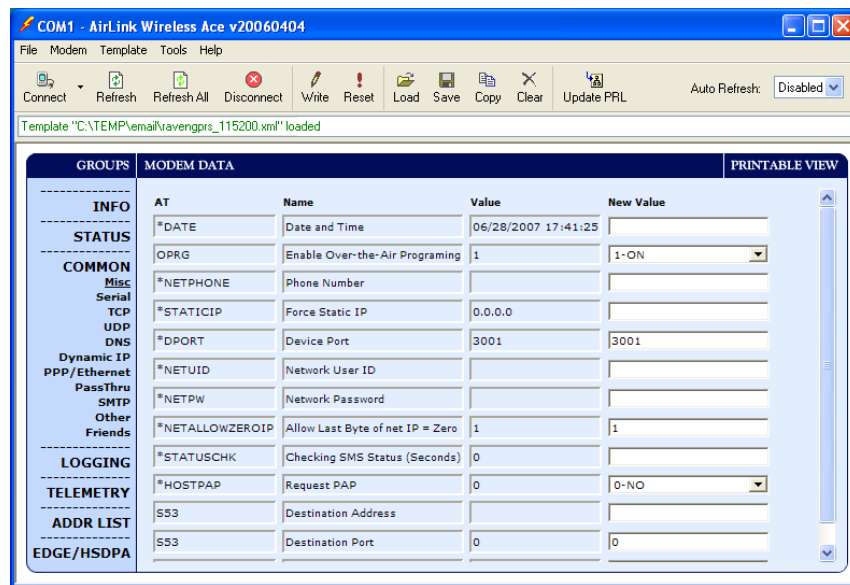 COM1 - AirLink Wireless Ace v20060404
File Modem Template Tools Help
Connect Refresh Refresh All Disconnect Write Reset Load Save Copy Clear Update PRL Auto Refresh: Disabled
Template "C:\TEMP\email\ravengprs_115200.xml" loaded
GROUPS MODEM DATA PRINTABLE VIEW
INFO
STATUS
COMMON
Misc
Serial
TCP
UDP
DNS
Dynamic IP
PPP/Ethernet
PassThru
SMTP
Other
Friends
LOGGING
TELEMETRY
ADDR LIST
EDGE/HSDPA
AT Name Value New Value
*DATE Date and Time 06/28/2007 17:41:25
OPRG Enable Over-the-Air Programing 1 1-ON
*NETPHONE Phone Number
*STATICIP Force Static IP 0.0.0.0
*DPORT Device Port 3001 3001
*NETUID Network User ID
*NETPW Network Password
*NETALLOWZEROIP Allow Last Byte of net IP = Zero 1 1
*STATUSCHK Checking SMS Status (Seconds) 0
*HOSTPAP Request PAP 0 0-NO
S53 Destination Address
S53 Destination Port 0 0